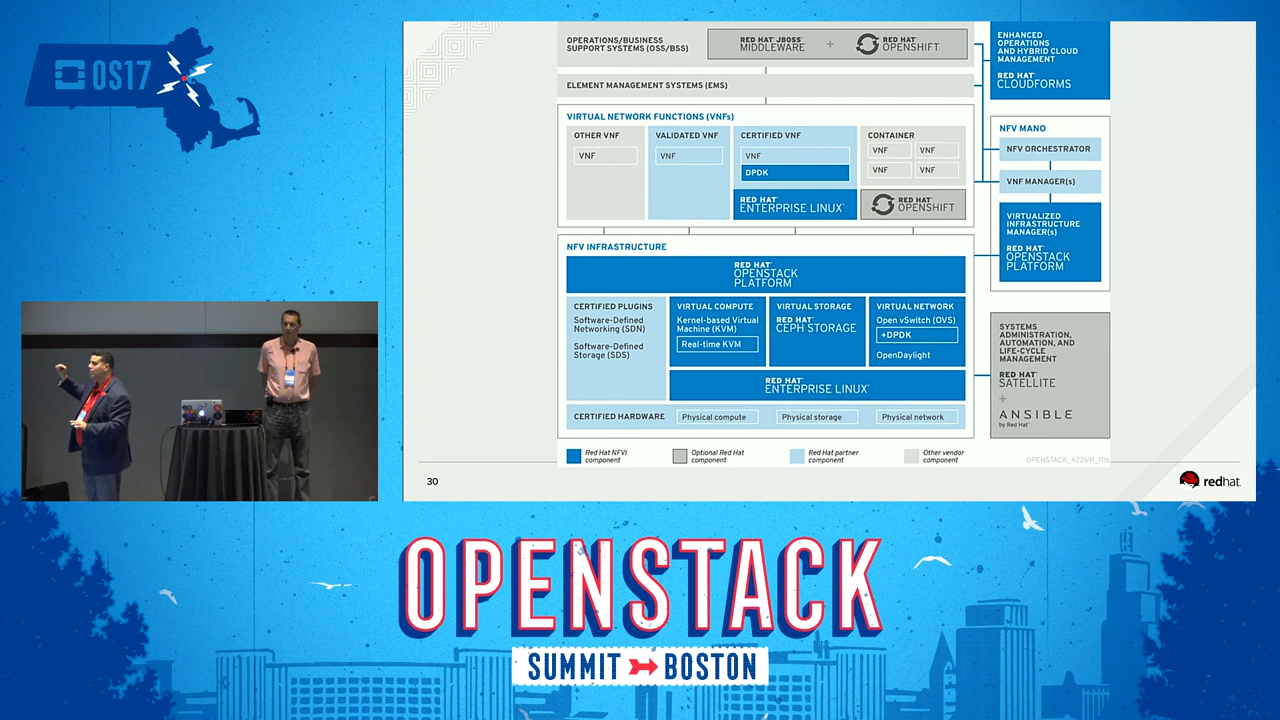 OS17
OPERATIONS/BUSINESS
SUPPORT SYSTEMS (OSS/BSS)
RED HAT JBOSS
MIDDLEWARE
+
RED HAT
OPENSHIFT
ELEMENT MANAGEMENT SYSTEMS (EMS)
VIRTUAL NETWORK FUNCTIONS (VNFs)
OTHER VNF
VNF
VALIDATED VNF
VNF
CERTIFIED VNF
VNF
DPDK
RED HAT
ENTERPRISE LINUX
CONTAINER
VNF VNF
VNF VNF
RED HAT
OPENSHIFT
NFV INFRASTRUCTURE
RED HAT
OPENSTACK
PLATFORM
CERTIFIED PLUGINS
Software-Defined
Networking (SDN)
Software-Defined
Storage (SDS)
VIRTUAL COMPUTE
Kernel-based Virtual
Machine (KVM)
Real-time KVM
VIRTUAL STORAGE
RED HAT
CEPH STORAGE
VIRTUAL NETWORK
Open vSwitch (OVS)
+DPDK
OpenDaylight
RED HAT
ENTERPRISE LINUX
CERTIFIED HARDWARE
Physical compute
Physical storage
Physical network
ENHANCED
OPERATIONS
AND HYBRID CLOUD
MANAGEMENT
RED HAT
CLOUDFORMS
NFV MANO
NFV ORCHESTRATOR
VNF MANAGER(s)
VIRTUALIZED
INFRASTRUCTURE
MANAGER(s)
RED HAT
OPENSTACK
PLATFORM
SYSTEMS
ADMINISTRATION,
AUTOMATION, AND
LIFE-CYCLE
MANAGEMENT
RED HAT
SATELLITE
+
ANSIBLE
by Red Hat
Red Hat NFVI
component
Optional Red Hat
component
Red Hat partner
component
Other vendor
component
OPENSTACK_422691_1116
30
redhat.
OPENSTACK
SUMMIT BOSTON